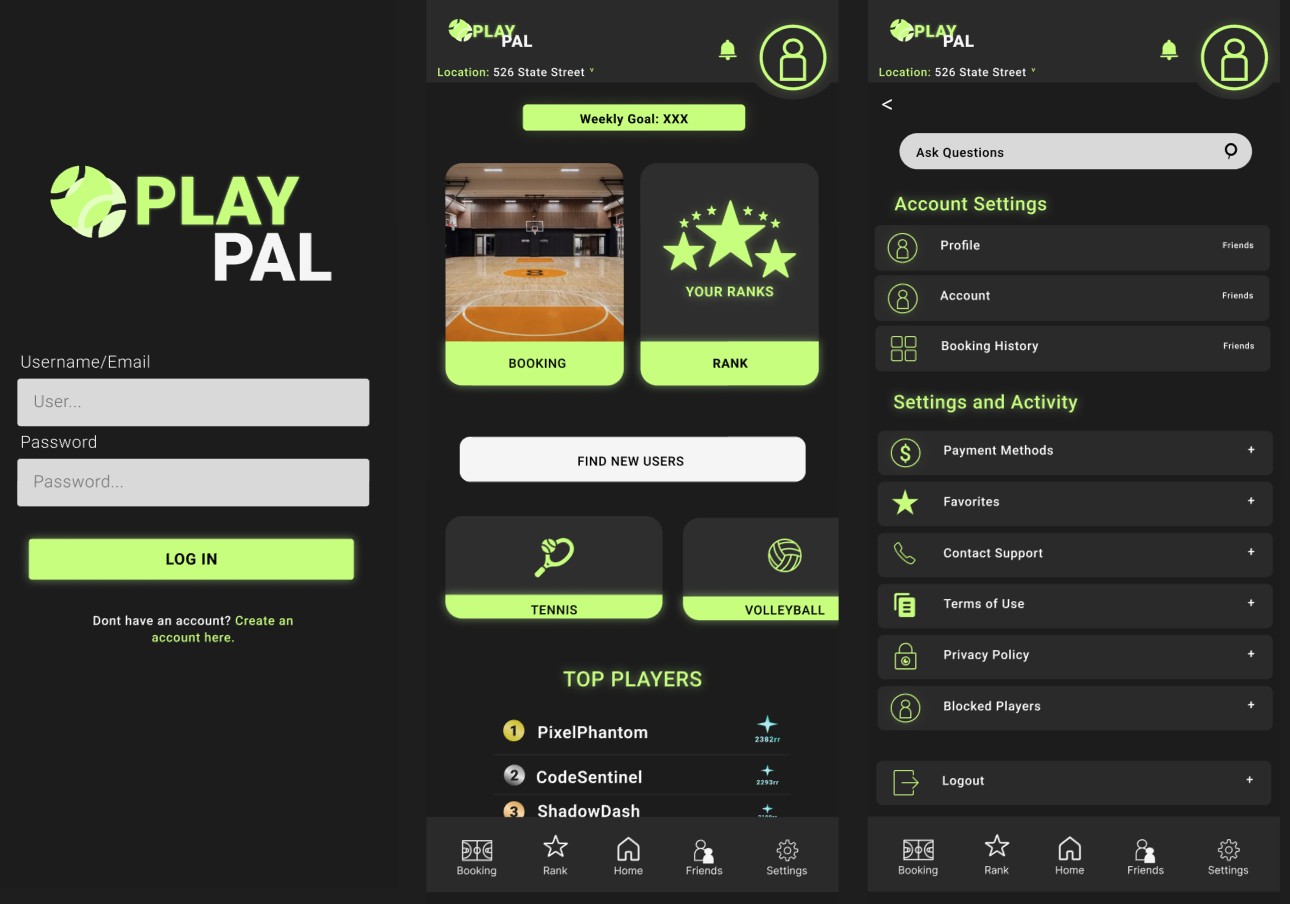 PLAY
PAL
Username/Email
User...
Password
Password...
LOG IN
Dont have an account? Create an
account here.
PLAY
PAL
Location: 526 State Street ˅
Weekly Goal: XXX
BOOKING
YOUR RANKS
RANK
FIND NEW USERS
TENNIS
VOLLEYBALL
TOP PLAYERS
1 PixelPhantom 2382rr
2 CodeSentinel 2293rr
3 ShadowDash
Booking Rank Home Friends Settings
PLAY
PAL
Location: 526 State Street ˅
<
Ask Questions
Account Settings
Profile Friends
Account Friends
Booking History Friends
Settings and Activity
$ Payment Methods +
Favorites +
Contact Support +
Terms of Use +
Privacy Policy +
Blocked Players +
Logout +
Booking Rank Home Friends Settings